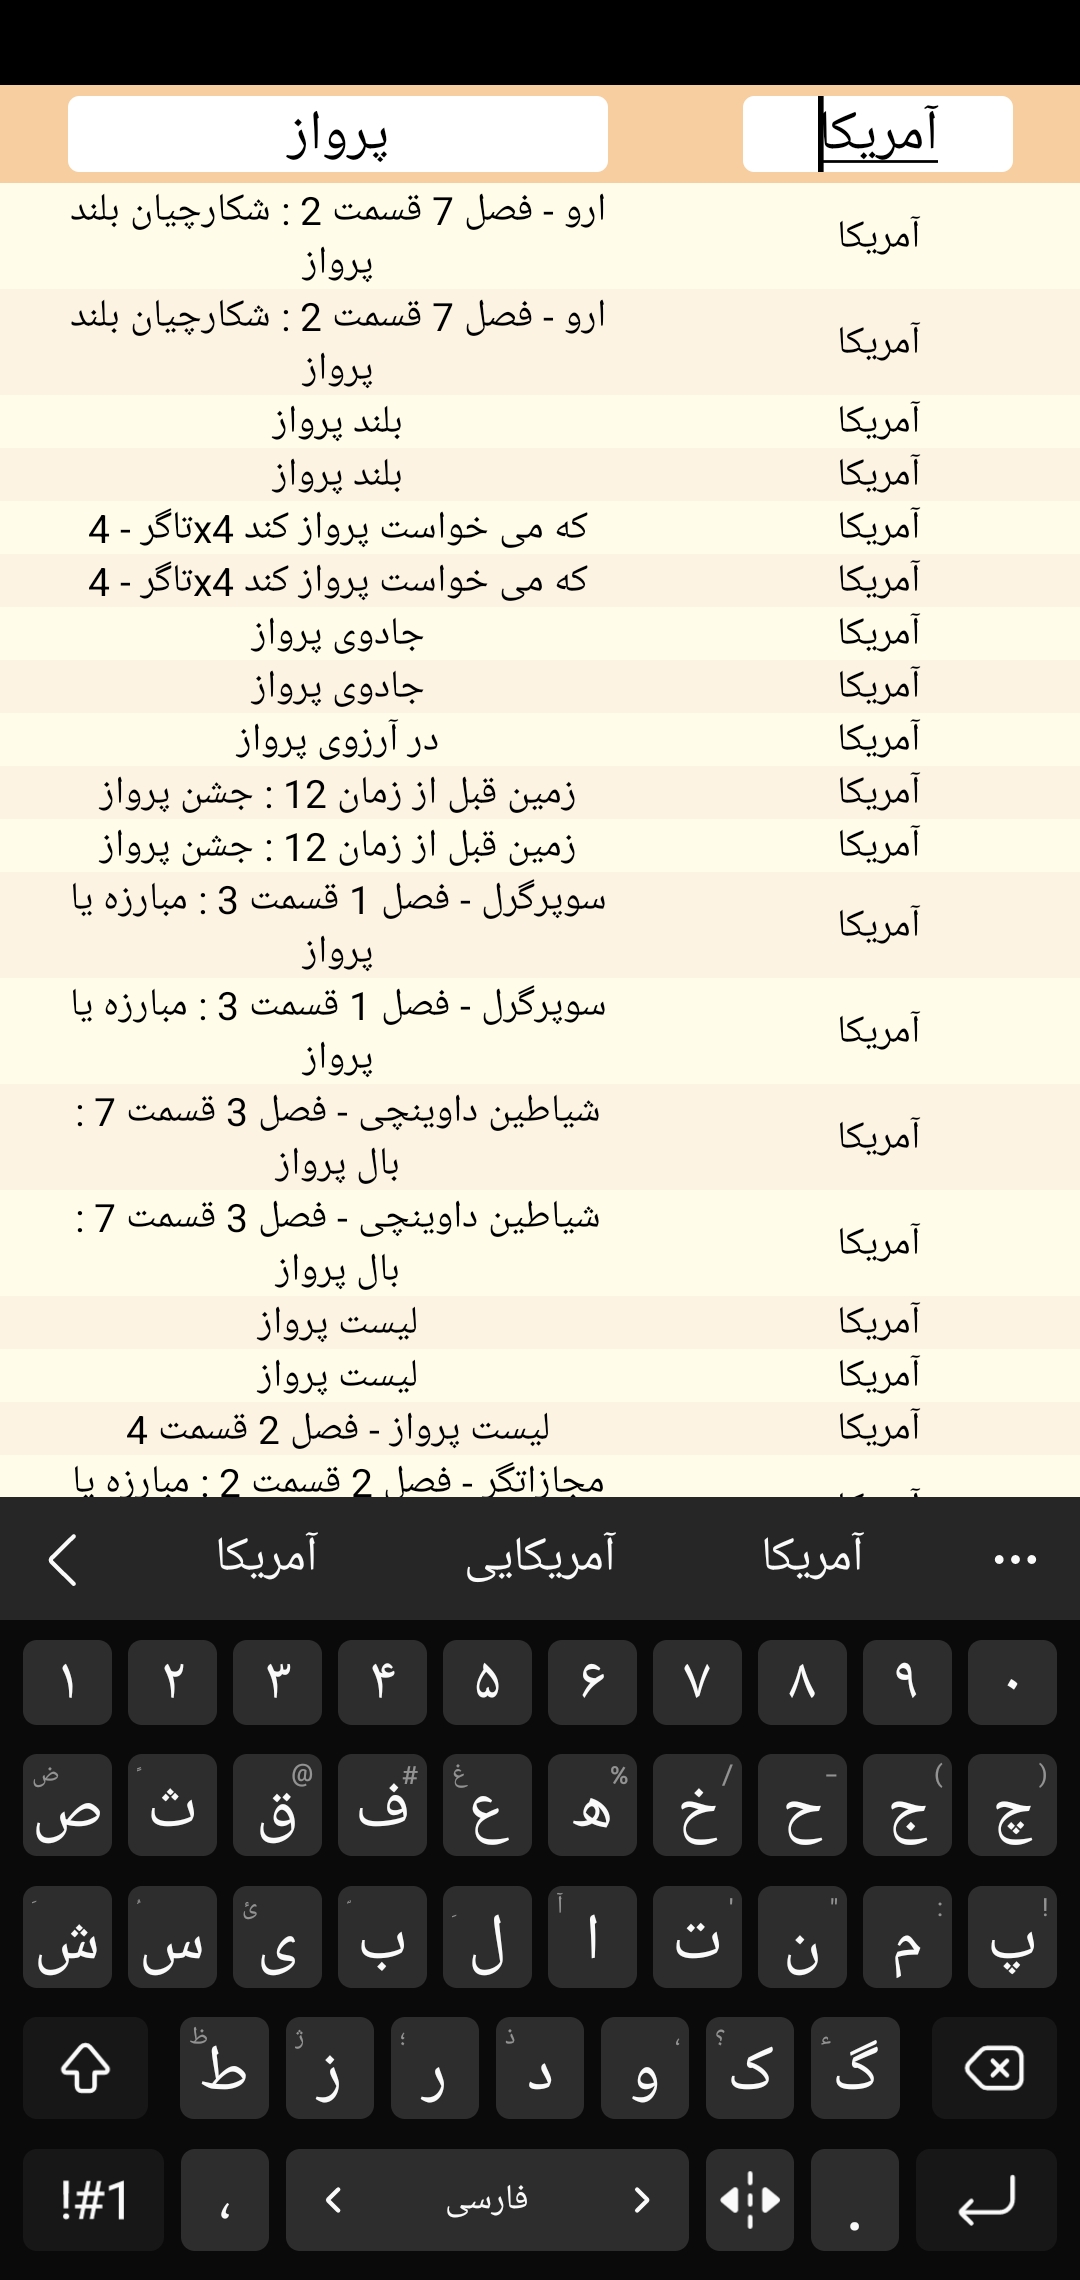 آمریکا
پرواز
آمریکا
ارو - فصل 7 قسمت 2 : شکارچیان بلند
پرواز
آمریکا
ارو - فصل 7 قسمت 2 : شکارچیان بلند
پرواز
آمریکا
بلند پرواز
آمریکا
بلند پرواز
آمریکا
که می خواست پرواز کند 4xتاگر - 4
آمریکا
که می خواست پرواز کند 4xتاگر - 4
آمریکا
جادوی پرواز
آمریکا
جادوی پرواز
آمریکا
در آرزوی پرواز
آمریکا
زمین قبل از زمان 12 : جشن پرواز
آمریکا
زمین قبل از زمان 12 : جشن پرواز
آمریکا
سوپرگرل - فصل 1 قسمت 3 : مبارزه یا
پرواز
آمریکا
سوپرگرل - فصل 1 قسمت 3 : مبارزه یا
پرواز
آمریکا
شیاطین داوینچی - فصل 3 قسمت 7 :
بال پرواز
آمریکا
شیاطین داوینچی - فصل 3 قسمت 7 :
بال پرواز
آمریکا
لیست پرواز
آمریکا
لیست پرواز
آمریکا
لیست پرواز - فصل 2 قسمت 4
مجازاتگر - فصل 2 قسمت 2 : مبارزه یا
آمریکا آمریکایی آمریکا
۱ ۲ ۳ ۴ ۵ ۶ ۷ ۸ ۹ ۰
ص ث ق ف ع ه خ ح ج چ
ش س ی ب ل ا ت ن م پ
ط ز ر د و ک گ
!#1 ، فارسی .